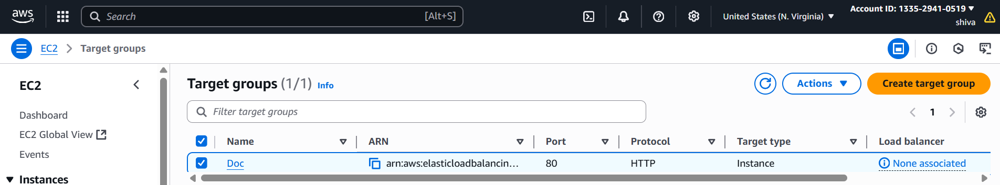 aws
Search [Alt+S]
United States (N. Virginia)
Account ID: 1335-2941-0519
shiva
EC2 Target groups
EC2
Dashboard
EC2 Global View
Events
Instances
Target groups (1/1) Info
Actions
Create target group
Filter target groups
1
Name ARN Port Protocol Target type Load balancer
Doc arn:aws:elasticloadbalancin... 80 HTTP Instance None associated